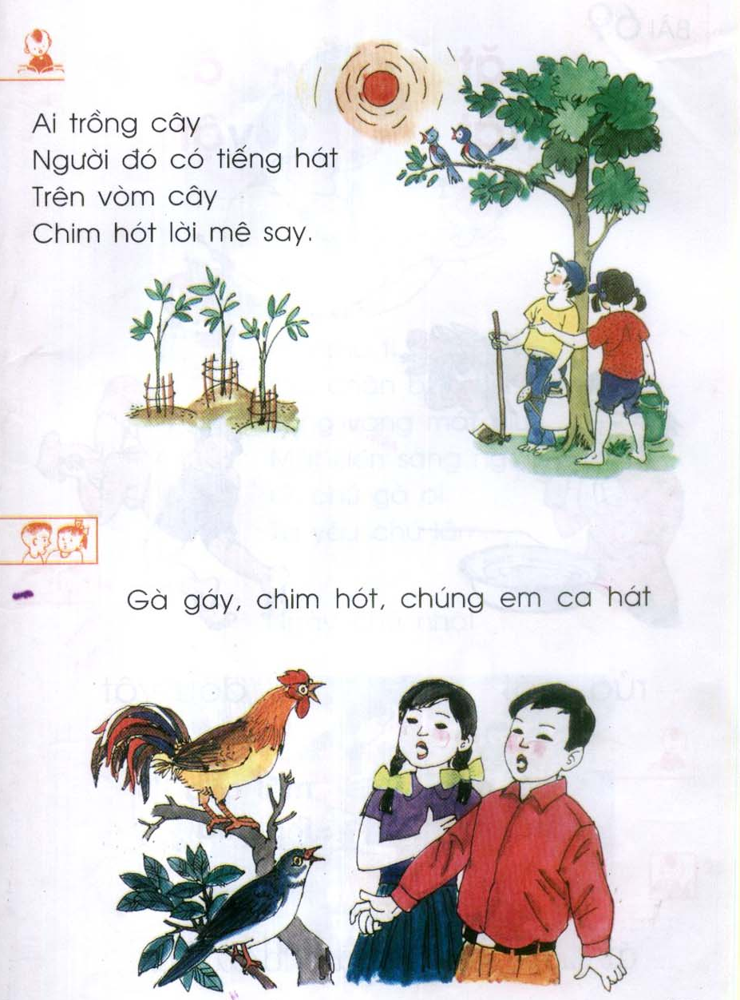 Ai trồng cây
Người đó có tiếng hát
Trên vòm cây
Chim hót lời mê say.
Gà gáy, chim hót, chúng em ca hát